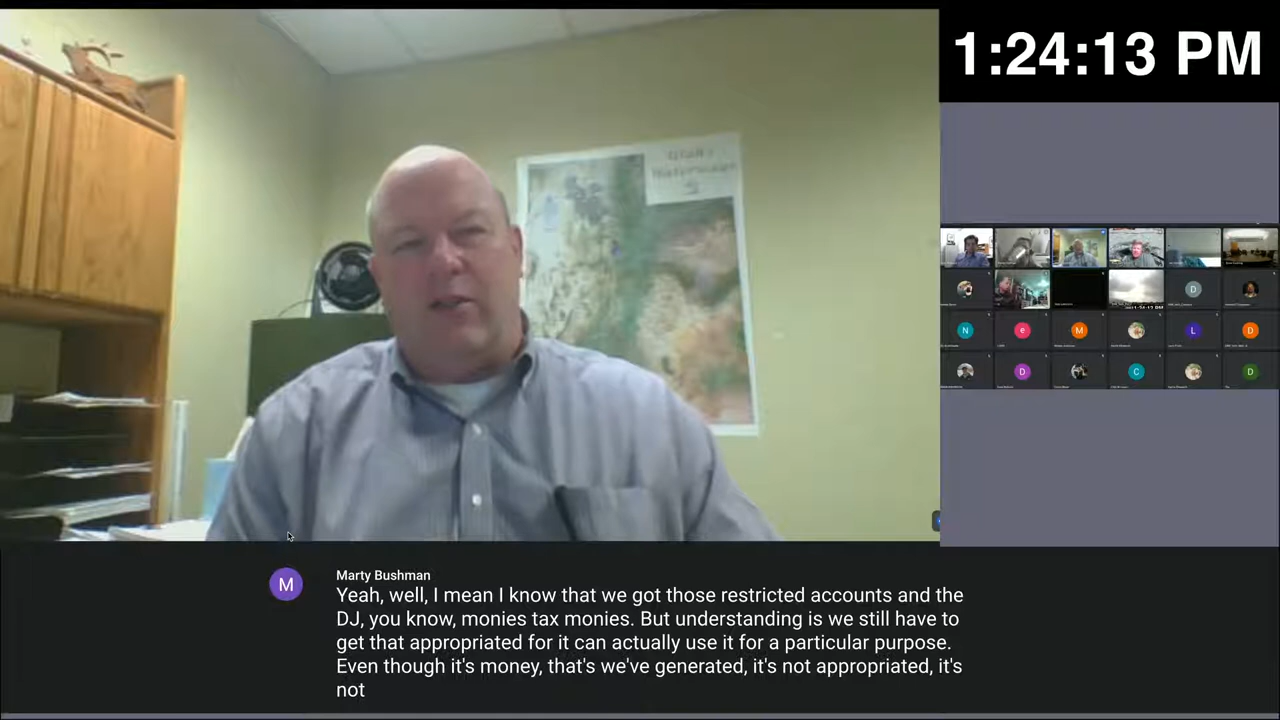 1:24:13 PM
D
N
e
M
L
D
D
C
D
M
Marty Bushman
Yeah, well, I mean I know that we got those restricted accounts and the
DJ, you know, monies tax monies. But understanding is we still have to
get that appropriated for it can actually use it for a particular purpose.
Even though it's money, that's we've generated, it's not appropriated, it's
not